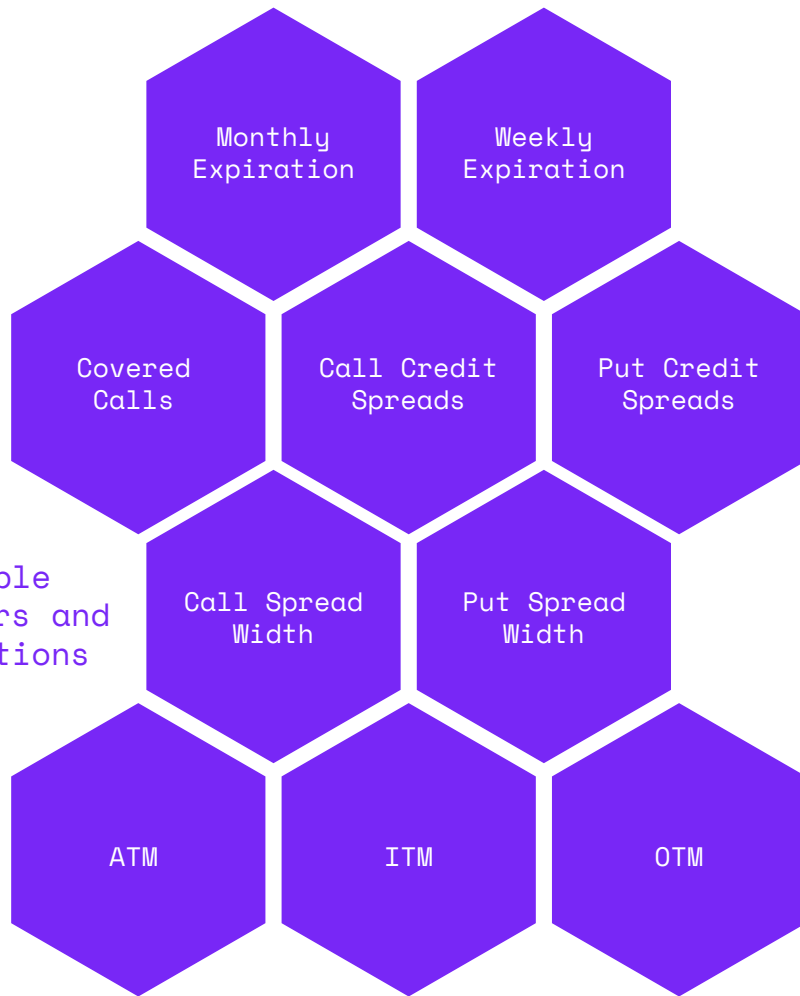 Monthly
Expiration
Weekly
Expiration
Covered
Calls
Call Credit
Spreads
Put Credit
Spreads
and
Call Spread
Width
Put Spread
Width
ATM
ITM
OTM